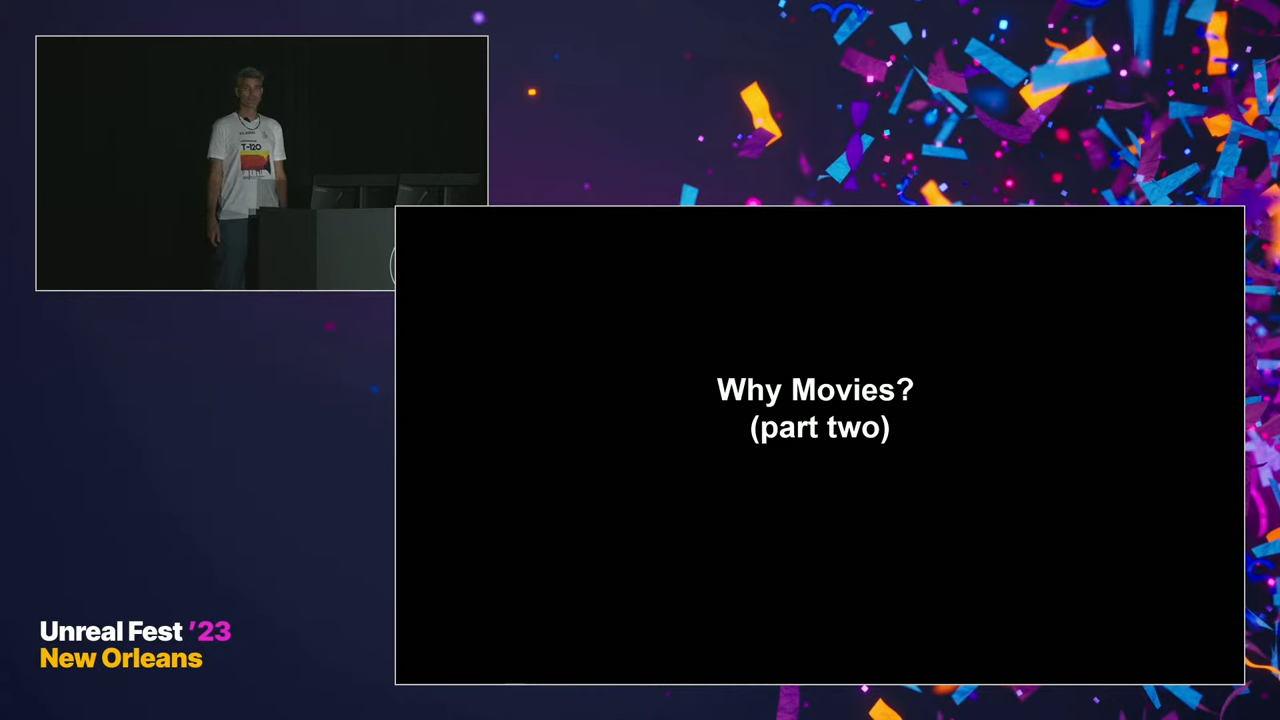 T-120
Why Movies?
(part two)
Unreal Fest '23
New Orleans